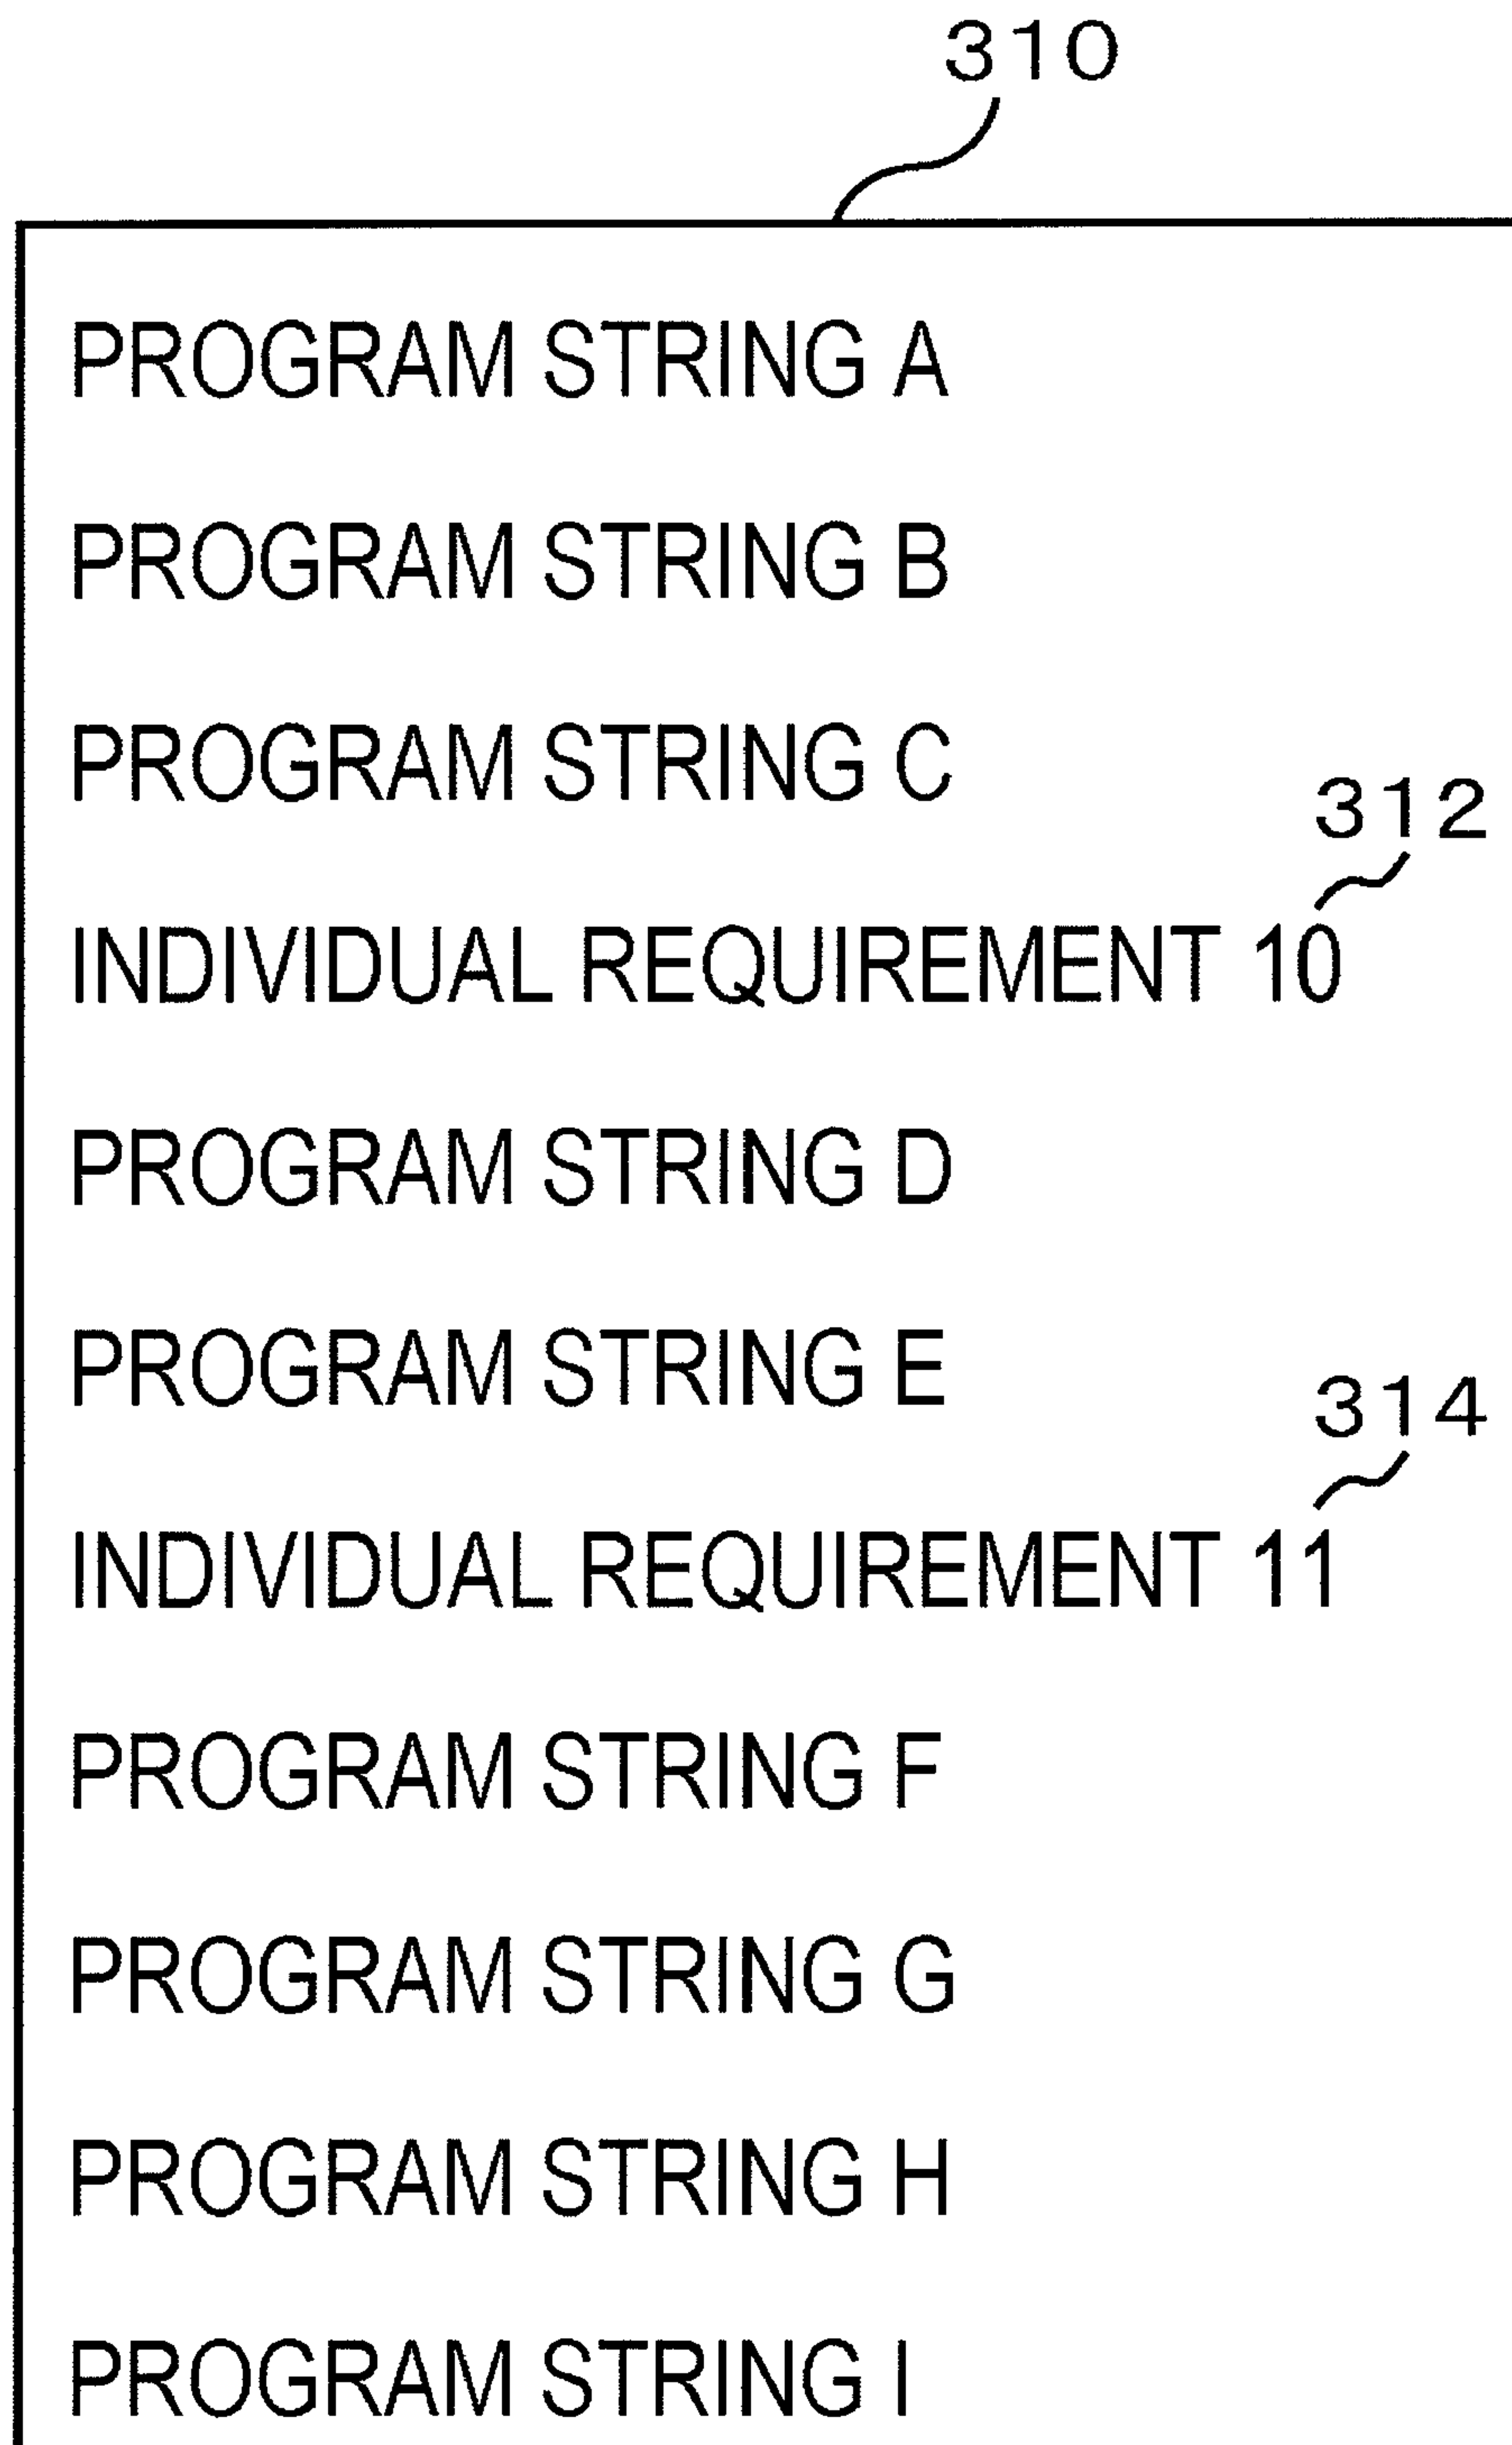 310
PROGRAM STRING A
PROGRAM STRING B
PROGRAM STRING C
312
INDIVIDUAL REQUIREMENT 10
PROGRAM STRING D
PROGRAM STRING E
314
INDIVIDUAL REQUIREMENT 11
PROGRAM STRING F
PROGRAM STRING G
PROGRAM STRING H
PROGRAM STRING I